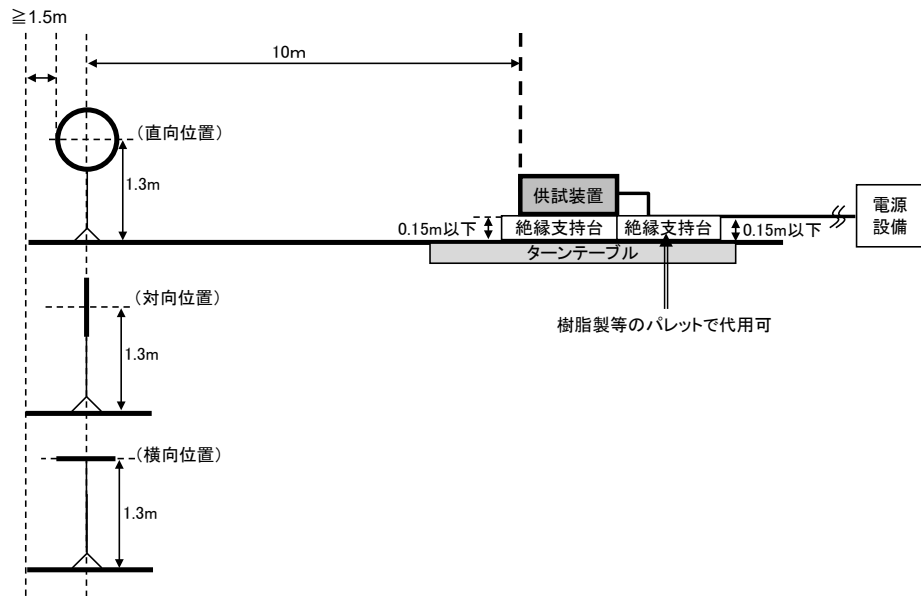 ≧1.5m
10m
(直向位置)
1.3m
供試装置
電源
設備
0.15m以下
絶縁支持台
絶縁支持台
0.15m以下
ターンテーブル
樹脂製等のパレットで代用可
(対向位置)
1.3m
(横向位置)
1.3m